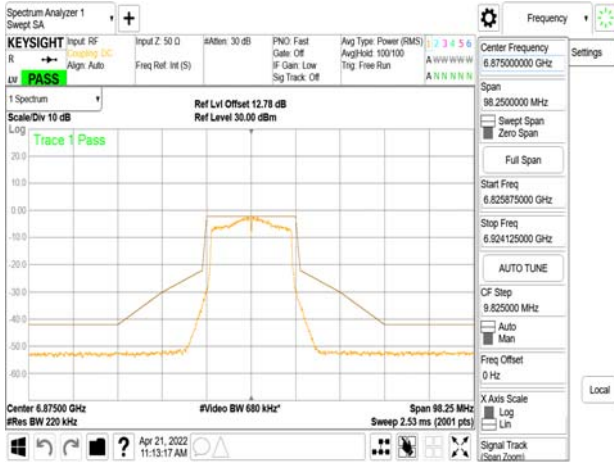 Spectrum Analyzer 1
Swept SA
Frequency
KEYSIGHT
R
LV PASS
Input: RF
Coupling: DC
Align: Auto
Input Z: 50 Ω
Freq Ref: Int (S)
#Atten: 30 dB
PNO: Fast
Gate: Off
IF Gain: Low
Sig Track: Off
Avg Type: Power (RMS)
Avg|Hold: 100/100
Trig: Free Run
1 2 3 4 5 6
A W W W W W
A N N N N N
1 Spectrum
Scale/Div 10 dB
Ref Lvl Offset 12.78 dB
Ref Level 30.00 dBm
Log
Trace 1 Pass
20.0
10.0
0.00
-10.0
-20.0
-30.0
-40.0
-50.0
-60.0
Center 6.87500 GHz
#Res BW 220 kHz
#Video BW 680 kHz*
Span 98.25 MHz
Sweep 2.53 ms (2001 pts)
Apr 21, 2022
11:13:17 AM
Center Frequency
6.875000000 GHz
Span
98.2500000 MHz
Swept Span
Zero Span
Full Span
Start Freq
6.825875000 GHz
Stop Freq
6.924125000 GHz
AUTO TUNE
CF Step
9.825000 MHz
Auto
Man
Freq Offset
0 Hz
X Axis Scale
Log
Lin
Signal Track
(Span Zoom)
Settings
Local